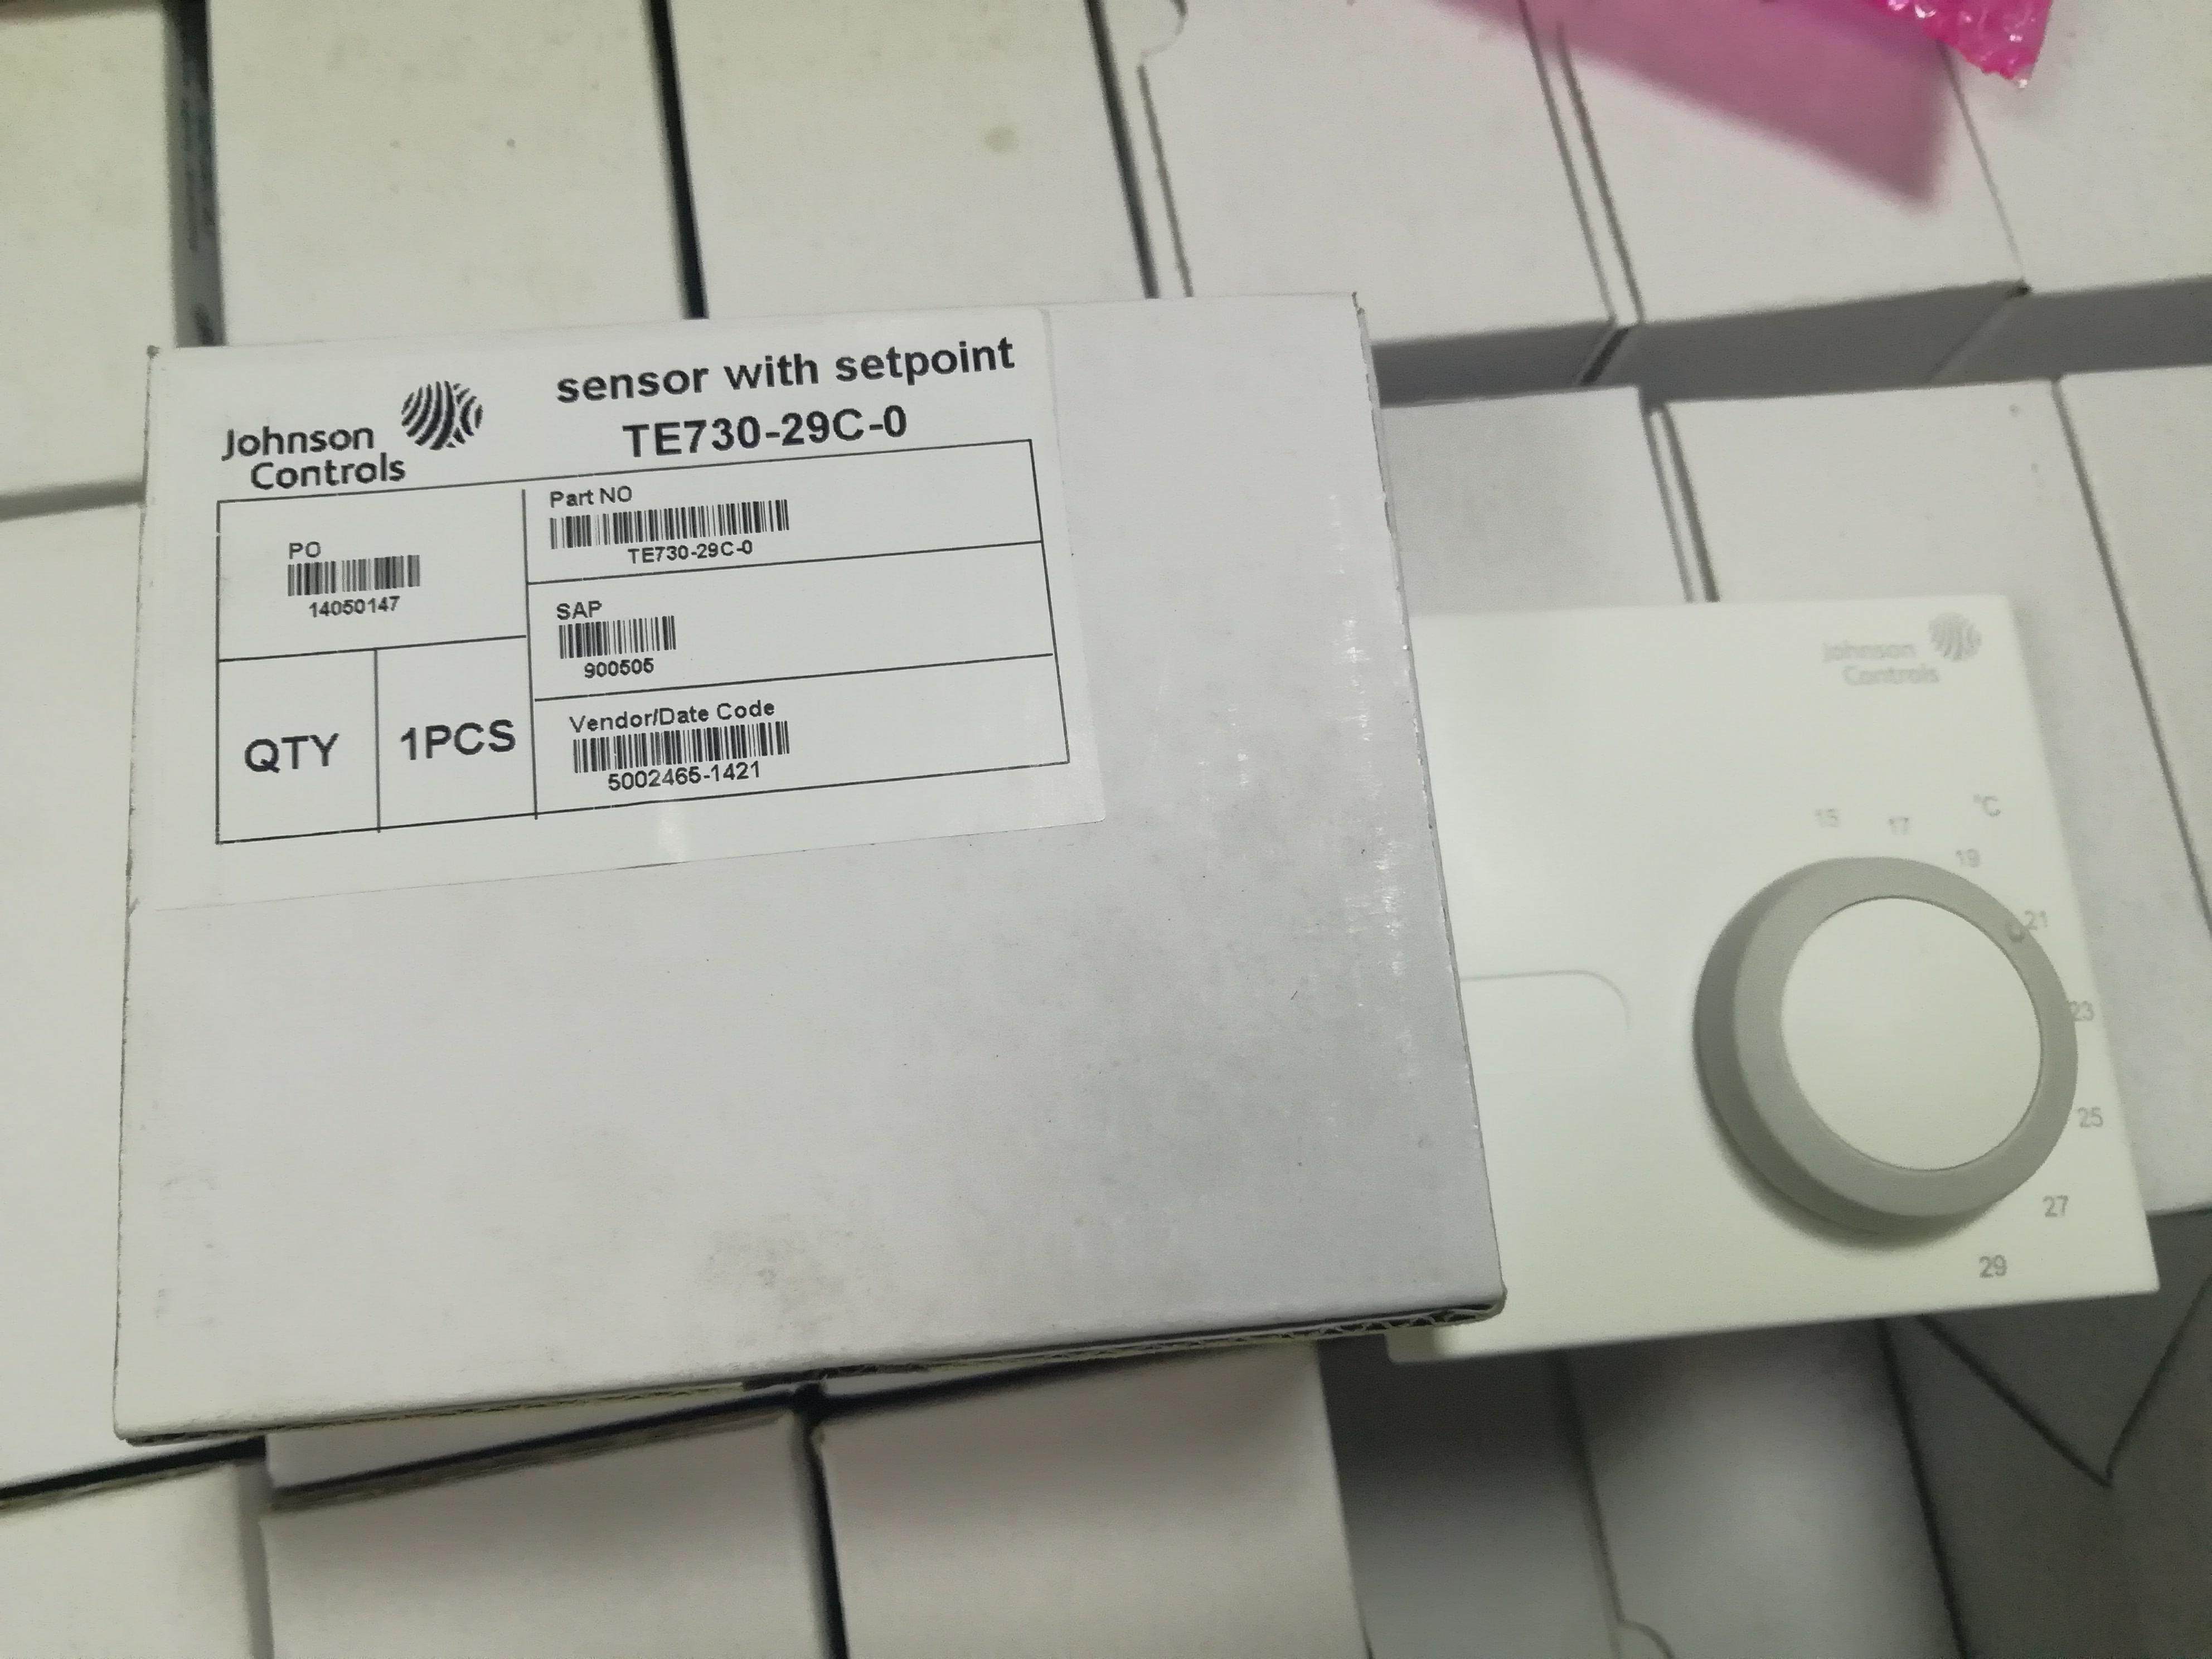 Johnson
Controls
sensor with setpoint
TE730-29C-0
PO
14050147
Part NO
TE730-29C-0
SAP
900505
QTY
1PCS
Vendor/Date Code
5002465-1421
Johnson
Controls
°C
15
17
19
21
23
25
27
29